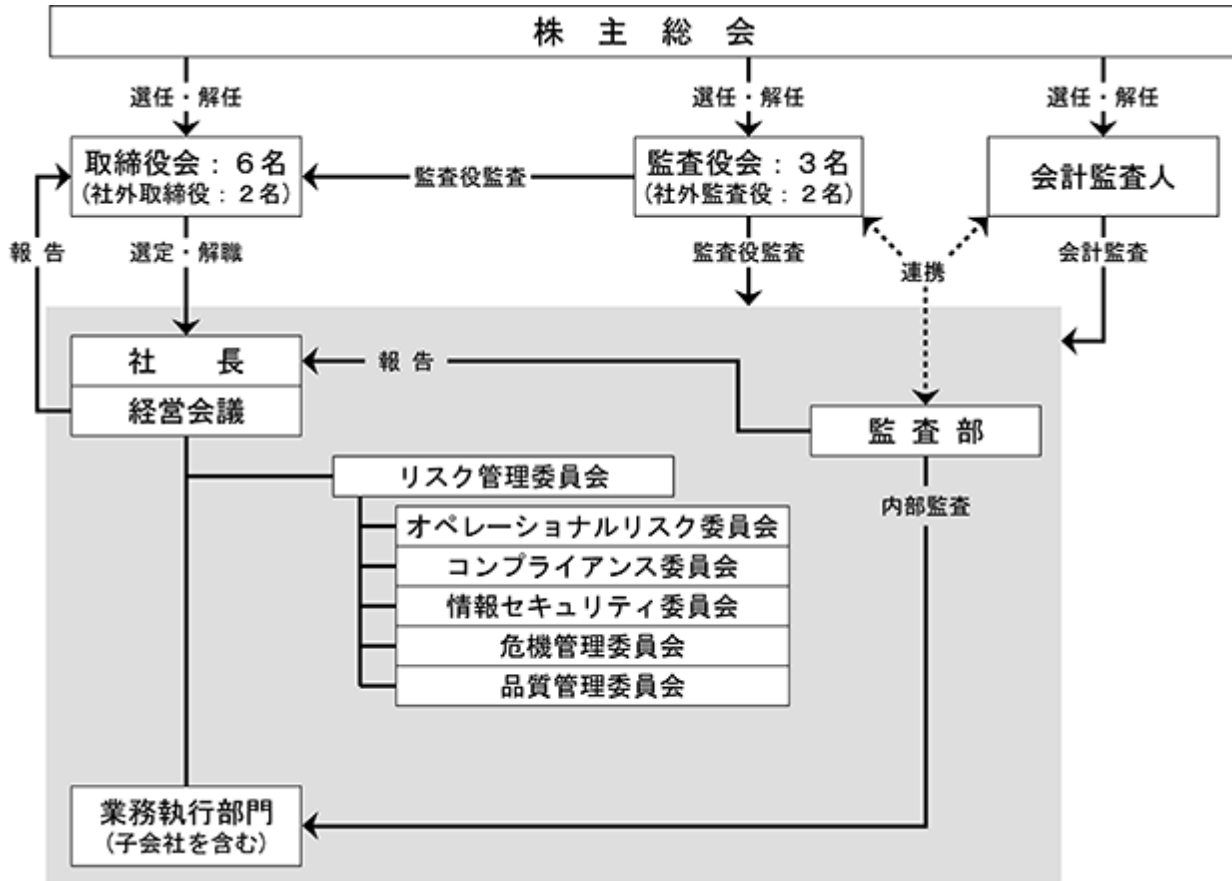 株主総会
選任・解任
選任・解任
選任・解任
取締役会：６名
(社外取締役：２名)
監査役監査
監査役会：３名
(社外監査役：２名)
会計監査人
報告
選定・解職
監査役監査
連携
会計監査
社長
経営会議
報告
監査部
リスク管理委員会
オペレーショナルリスク委員会
コンプライアンス委員会
情報セキュリティ委員会
危機管理委員会
品質管理委員会
内部監査
業務執行部門
(子会社を含む)